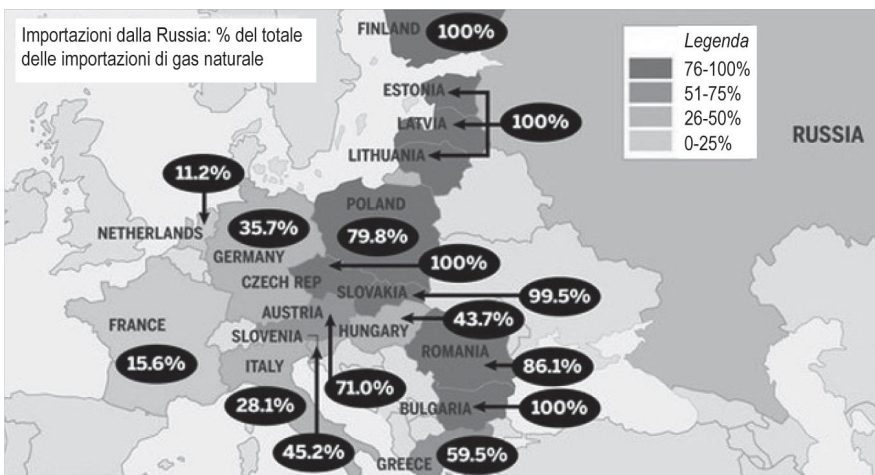 Importazioni dalla Russia: % del totale
delle importazioni di gas naturale
FINLAND
100%
Legenda
76-100%
51-75%
26-50%
0-25%
ESTONIA
LATVIA
100%
LITHUANIA
RUSSIA
11.2%
NETHERLANDS
POLAND
79.8%
35.7%
GERMANY
100%
CZECH REP
SLOVAKIA
99.5%
AUSTRIA
HUNGARY
43.7%
FRANCE
15.6%
SLOVENIA
ROMANIA
86.1%
ITALY
28.1%
71.0%
BULGARIA
100%
45.2%
GREECE
59.5%